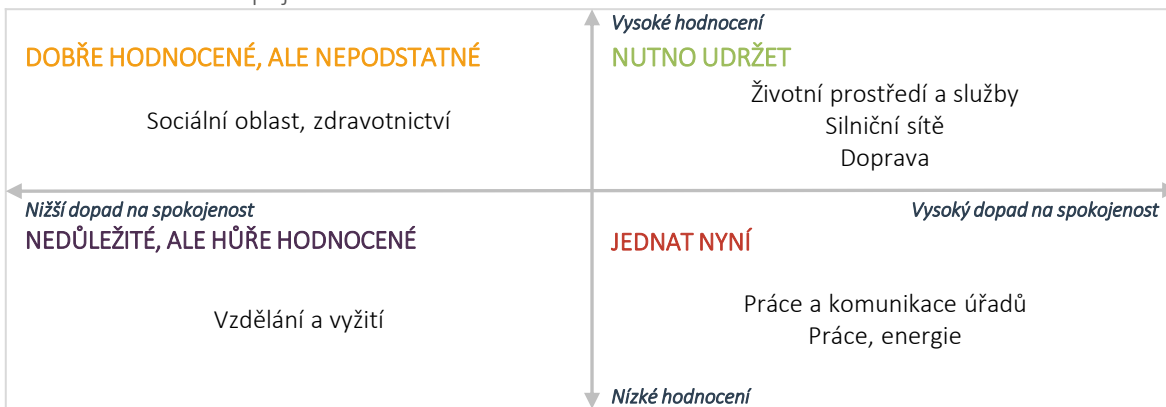 Vysoké hodnocení
DOBŘE HODNOCENÉ, ALE NEPODSTATNÉ
Sociální oblast, zdravotnictví
NUTNO UDRŽET
Životní prostředí a služby
Silniční sítě
Doprava
Nižší dopad na spokojenost
Vysoký dopad na spokojenost
NEDŮLEŽITÉ, ALE HŮŘE HODNOCENÉ
Vzdělání a vyžití
JEDNAT NYNÍ
Práce a komunikace úřadů
Práce, energie
Nízké hodnocení